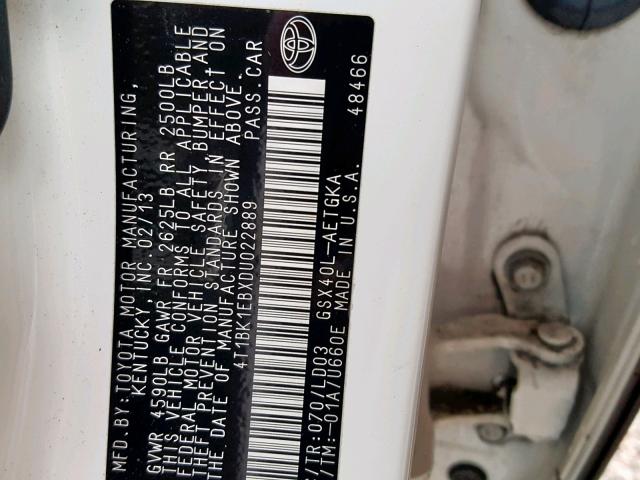 MFD.BY:TOYOTA MOTOR MANUFACTURING,
KENTUCKY, INC. 02/13
GVWR 4590LB GAWR FR 2625LB RR 2500LB
THIS VEHICLE CONFORMS TO ALL APPLICABLE
FEDERAL MOTOR VEHICLE SAFETY BUMPER AND
THEFT PREVENTION STANDARDS IN EFFECT ON
THE DATE OF MANUFACTURE SHOWN ABOVE.
4T1BK1EBXDU022889 PASS.CAR
C/TR:070/LD03 GSX40L-AETGKA
/TM:-01A/U660E MADE IN U.S.A. 48466